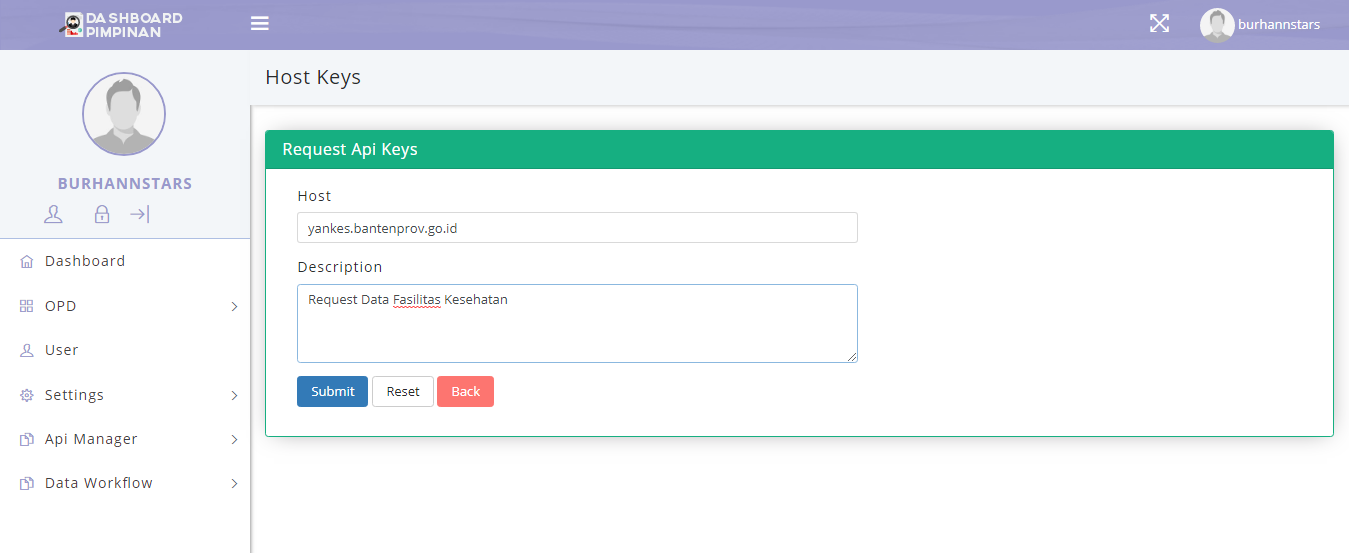 DASHBOARD
PIMPINAN
burhannstars
Host Keys
BURHANNSTARS
Dashboard
OPD
User
Settings
Api Manager
Data Workflow
Request Api Keys
Host
yankes.bantenprov.go.id
Description
Request Data Fasilitas Kesehatan
Submit Reset Back